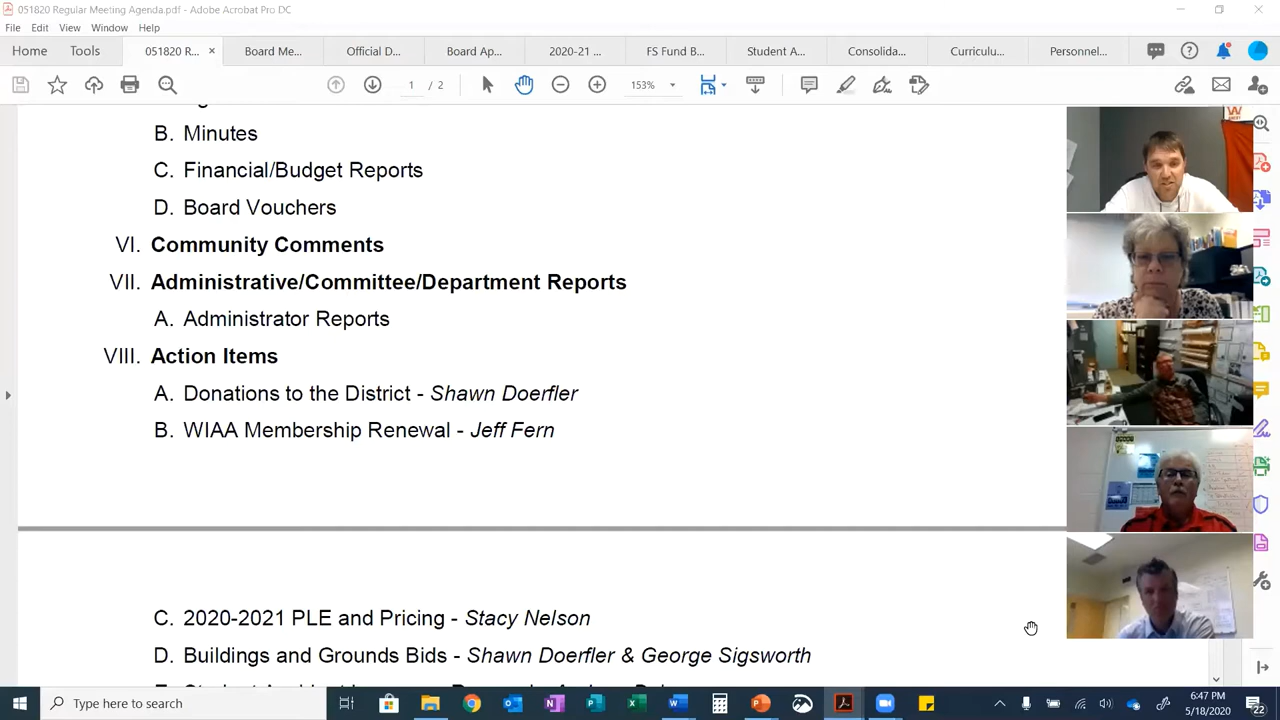 051820 Regular Meeting Agenda.pdf - Adobe Acrobat Pro DC
File Edit View Window Help
Home Tools 051820 R... × Board Me... Official D... Board Ap... 2020-21 ... FS Fund B... Student A... Consolida... Curriculu... Personnel...
1 / 2 153%
B. Minutes
C. Financial/Budget Reports
D. Board Vouchers
VI. Community Comments
VII. Administrative/Committee/Department Reports
A. Administrator Reports
VIII. Action Items
A. Donations to the District - Shawn Doerfler
B. WIAA Membership Renewal - Jeff Fern
C. 2020-2021 PLE and Pricing - Stacy Nelson
D. Buildings and Grounds Bids - Shawn Doerfler & George Sigsworth
Type here to search
6:47 PM
5/18/2020
22